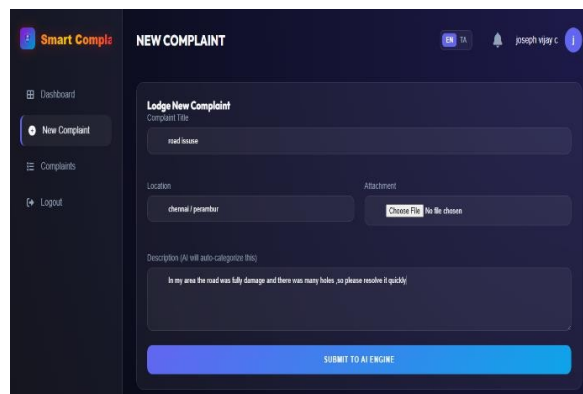 Smart Compla
NEW COMPLAINT
EN TA
joseph vijay c
j
Dashboard
New Complaint
Complaints
Logout
Lodge New Complaint
Complaint Title
road issuse
Location
Attachment
chennai / perambur
Choose File No file chosen
Description (AI will auto-categorize this)
In my area the road was fully damage and there was many holes ,so please resolve it quickly
SUBMIT TO AI ENGINE